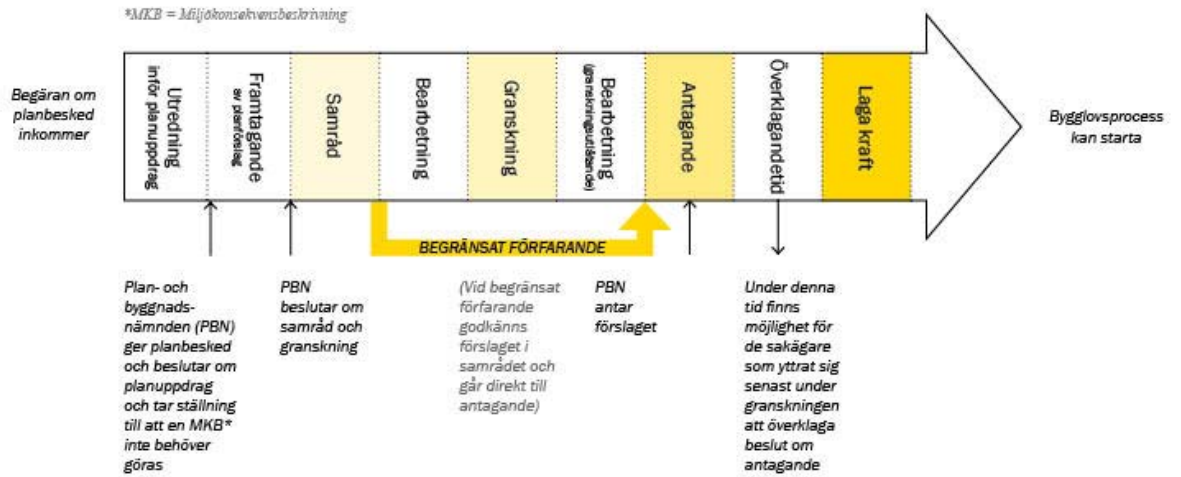 *MKB = Miljökonsekvensbeskrivning
Begäran om
planbesked
inkommer
Utredning
inför planuppdrag
Framtagande
av planförslag
Samråd
Bearbetning
Granskning
Bearbetning
(granskningsutlåtande)
Antagande
Överklagandetid
Laga kraft
Bygglovsprocess
kan starta
BEGRÄNSAT FÖRFARANDE
Plan- och
byggnads-
nämnden (PBN)
ger planbesked
och beslutar om
planuppdrag
och tar ställning
till att en MKB*
inte behöver
göras
PBN
beslutar om
samråd och
granskning
(Vid begränsat
förfarande
godkänns
förslaget i
samrådet och
går direkt till
antagande)
PBN
antar
förslaget
Under denna
tid finns
möjlighet för
de sakägare
som yttrat sig
senast under
granskningen
att överklaga
beslut om
antagande